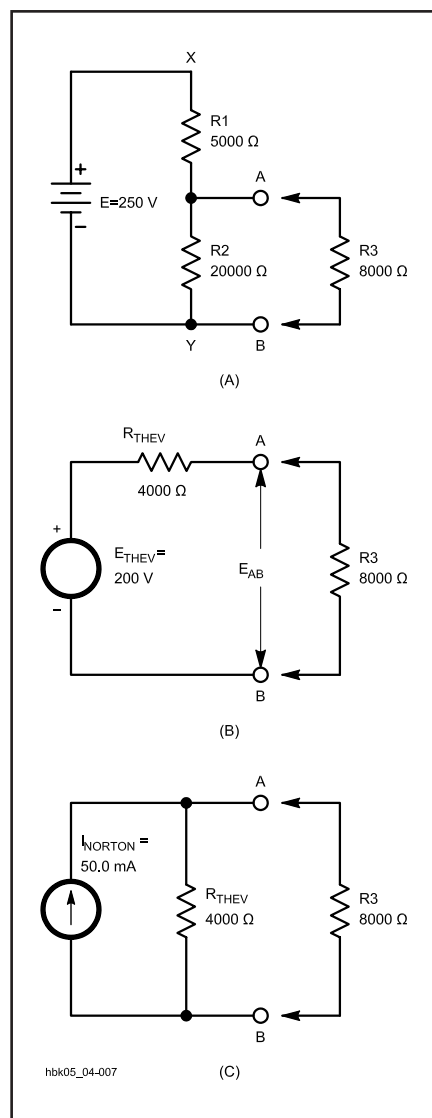 X
R1
5000 Ω
A
+
E=250 V
−
R2
20000 Ω
R3
8000 Ω
Y
B
(A)
RTHEV
4000 Ω
A
+
ETHEV=
200 V
−
EAB
R3
8000 Ω
B
(B)
A
INORTON =
50.0 mA
RTHEV
4000 Ω
R3
8000 Ω
B
hbk05_04-007
(C)